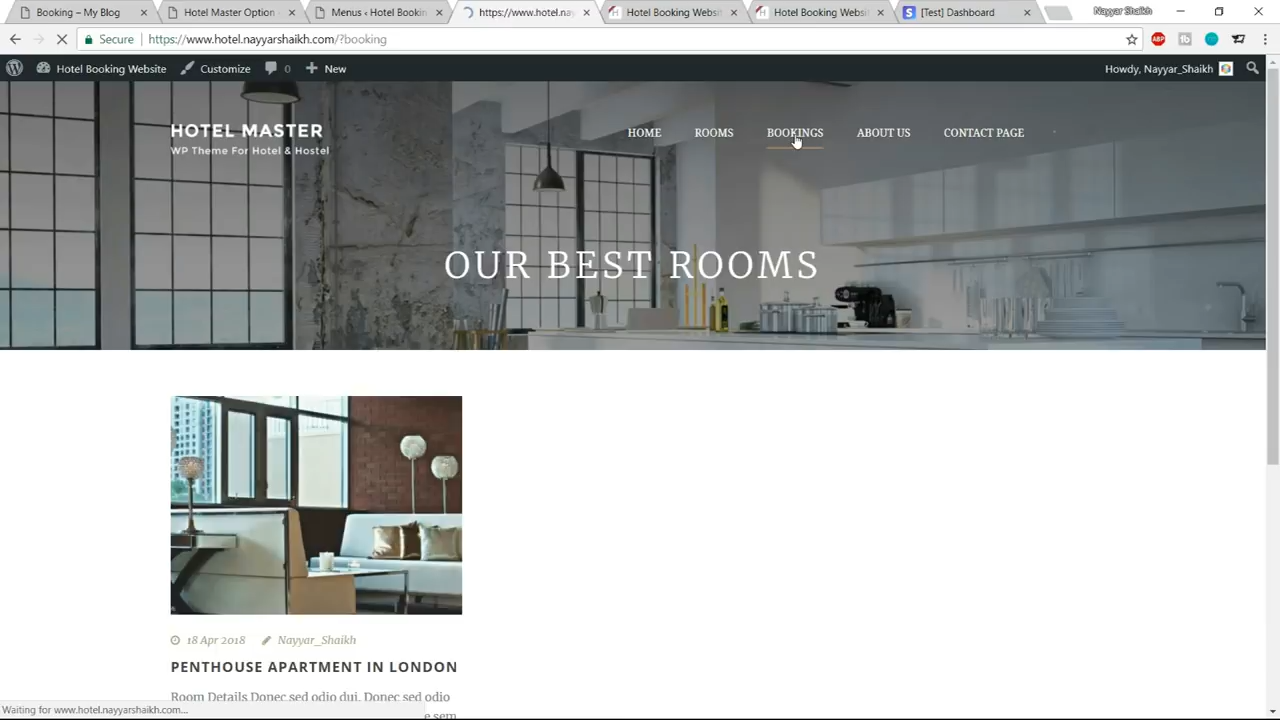 Booking – My Blog
Hotel Master Option
Menus ‹ Hotel Bookin
https://www.hotel.na
Hotel Booking Websi
Hotel Booking Websi
[Test] Dashboard
Nayyar Shaikh
Secure
https://www.hotel.nayyarshaikh.com/?booking
ABP
Hotel Booking Website
Customize
0
New
Howdy, Nayyar_Shaikh
HOTEL MASTER
WP Theme For Hotel & Hostel
HOME
ROOMS
BOOKINGS
ABOUT US
CONTACT PAGE
OUR BEST ROOMS
18 Apr 2018
Nayyar_Shaikh
PENTHOUSE APARTMENT IN LONDON
Room Details Donec sed odio dui. Donec sed odio
e sem
Waiting for www.hotel.nayyarshaikh.com...